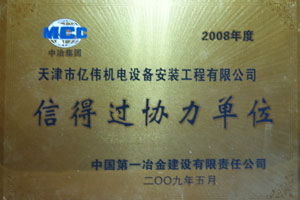 MCC
中冶集团
2008年度
天津市亿伟机电设备安装工程有限公司
信得过协力单位
中国第一冶金建设有限责任公司
二〇〇九年五月